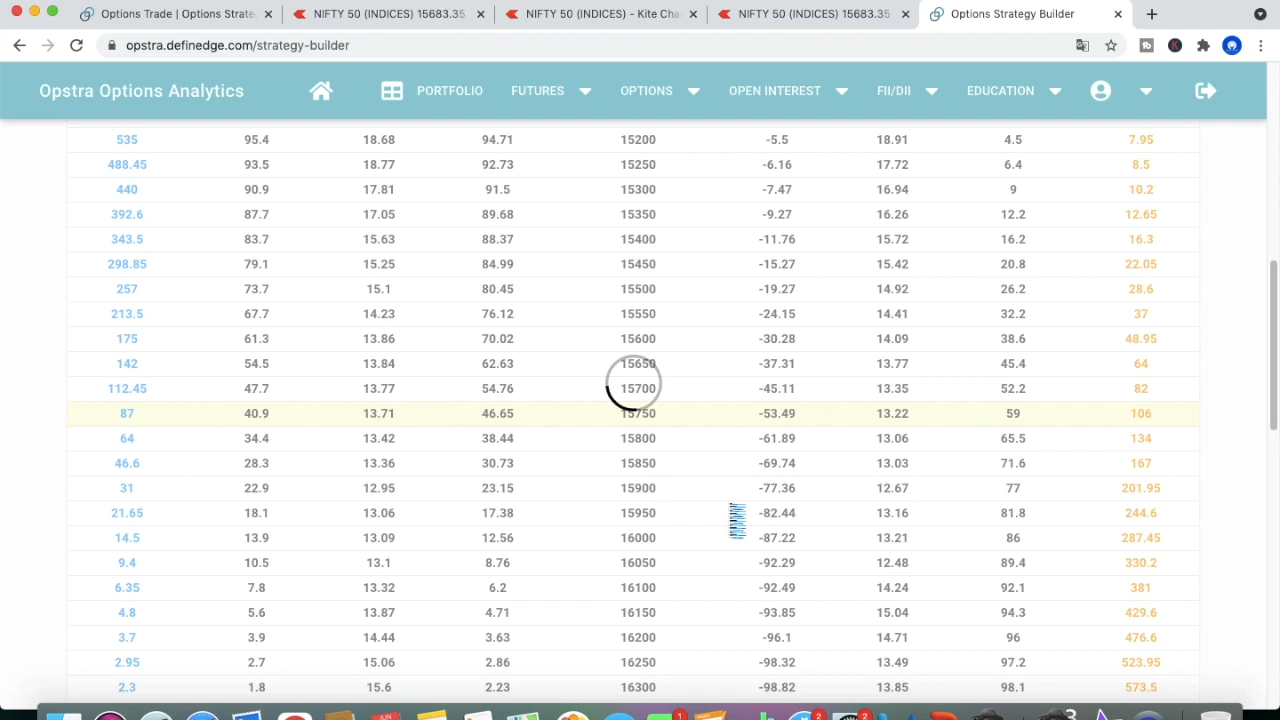 Options Trade | Options Strate
NIFTY 50 (INDICES) 15683.35
NIFTY 50 (INDICES) - Kite Cha
NIFTY 50 (INDICES) 15683.35
Options Strategy Builder
opstra.definedge.com/strategy-builder
Opstra Options Analytics PORTFOLIO FUTURES OPTIONS OPEN INTEREST FII/DII EDUCATION
535 95.4 18.68 94.71 15200 -5.5 18.91 4.5 7.95
488.45 93.5 18.77 92.73 15250 -6.16 17.72 6.4 8.5
440 90.9 17.81 91.5 15300 -7.47 16.94 9 10.2
392.6 87.7 17.05 89.68 15350 -9.27 16.26 12.2 12.65
343.5 83.7 15.63 88.37 15400 -11.76 15.72 16.2 16.3
298.85 79.1 15.25 84.99 15450 -15.27 15.42 20.8 22.05
257 73.7 15.1 80.45 15500 -19.27 14.92 26.2 28.6
213.5 67.7 14.23 76.12 15550 -24.15 14.41 32.2 37
175 61.3 13.86 70.02 15600 -30.28 14.09 38.6 48.95
142 54.5 13.84 62.63 15650 -37.31 13.77 45.4 64
112.45 47.7 13.77 54.76 15700 -45.11 13.35 52.2 82
87 40.9 13.71 46.65 15750 -53.49 13.22 59 106
64 34.4 13.42 38.44 15800 -61.89 13.06 65.5 134
46.6 28.3 13.36 30.73 15850 -69.74 13.03 71.6 167
31 22.9 12.95 23.15 15900 -77.36 12.67 77 201.95
21.65 18.1 13.06 17.38 15950 -82.44 13.16 81.8 244.6
14.5 13.9 13.09 12.56 16000 -87.22 13.21 86 287.45
9.4 10.5 13.1 8.76 16050 -92.29 12.48 89.4 330.2
6.35 7.8 13.32 6.2 16100 -92.49 14.24 92.1 381
4.8 5.6 13.87 4.71 16150 -93.85 15.04 94.3 429.6
3.7 3.9 14.44 3.63 16200 -96.1 14.71 96 476.6
2.95 2.7 15.06 2.86 16250 -98.32 13.49 97.2 523.95
2.3 1.8 15.6 2.23 16300 -98.82 13.85 98.1 573.5